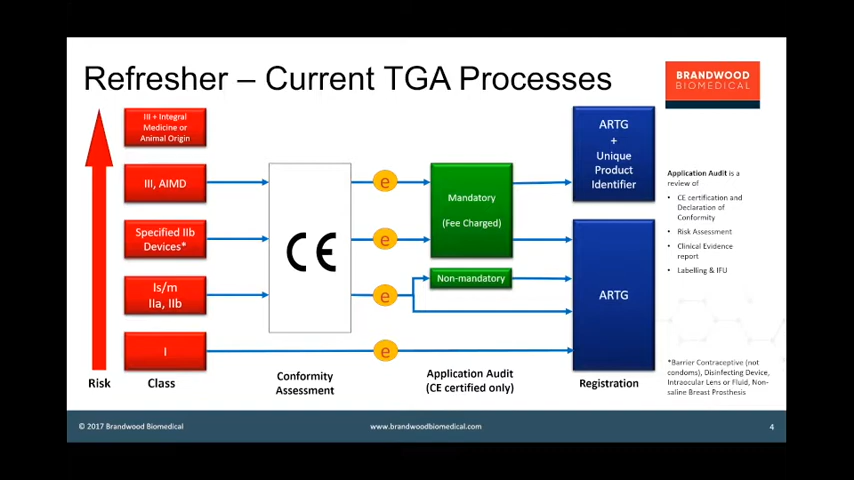 Refresher – Current TGA Processes
BRANDWOOD
BIOMEDICAL
III + Integral
Medicine or
Animal Origin
III, AIMD
Specified IIb
Devices*
Is/m
IIa, IIb
I
Risk
Class
CE
Conformity
Assessment
e
e
e
e
Mandatory
(Fee Charged)
Non-mandatory
Application Audit
(CE certified only)
ARTG
+
Unique
Product
Identifier
ARTG
Registration
Application Audit is a
review of
• CE certification and
Declaration of
Conformity
• Risk Assessment
• Clinical Evidence
report
• Labelling & IFU
*Barrier Contraceptive (not
condoms), Disinfecting Device,
Intraocular Lens or Fluid, Non-
saline Breast Prosthesis
© 2017 Brandwood Biomedical
www.brandwoodbiomedical.com
4